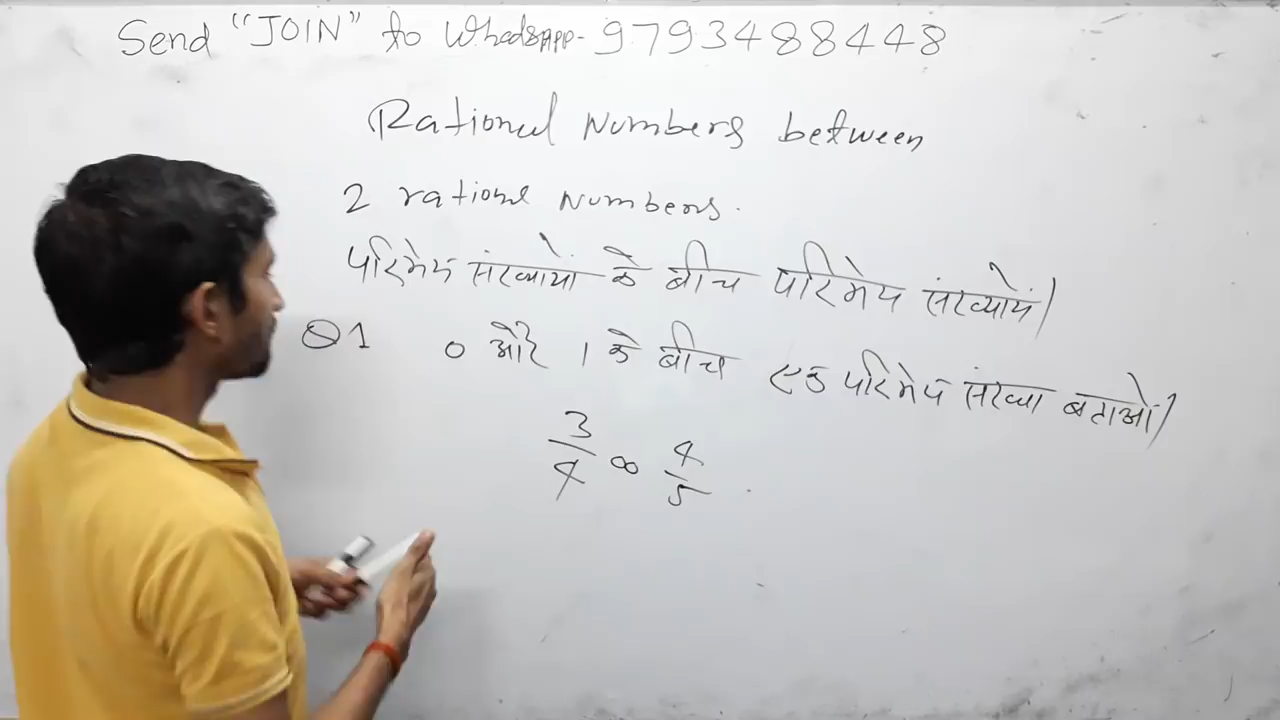 Send "JOIN" to WhatsApp- 9793488448
Rational Numbers between
2 rational Numbers.
परिमेय संख्यायों के बीच परिमेय संख्यायें।
Q1 0 और 1 के बीच एक परिमेय संख्या बताओ।
3/4 ∞ 4/5